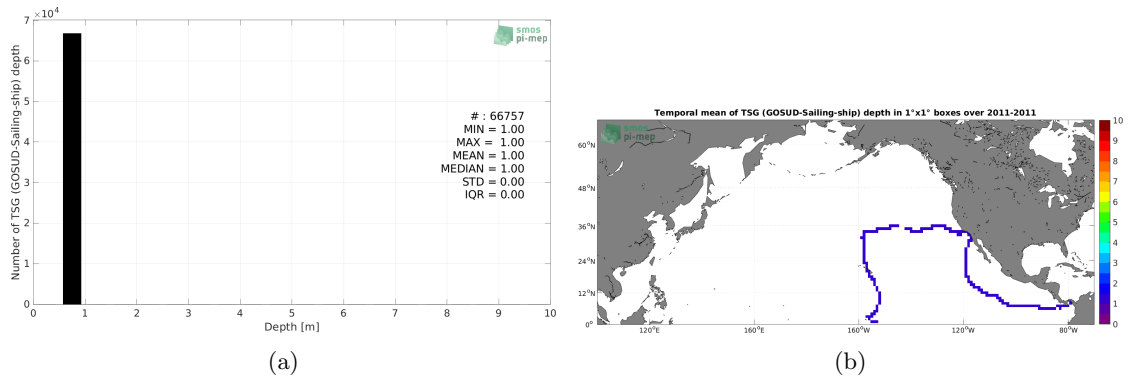 7 ×10⁴
6
5
4
3
2
1
0
Number of TSG (GOSUD-Sailing-ship) depth
smos
pi-mep
# : 66757
MIN = 1.00
MAX = 1.00
MEAN = 1.00
MEDIAN = 1.00
STD = 0.00
IQR = 0.00
0 1 2 3 4 5 6 7 8 9 10
Depth [m]
(a)
Temporal mean of TSG (GOSUD-Sailing-ship) depth in 1°x1° boxes over 2011-2011
smos
pi-mep
60°N
48°N
36°N
24°N
12°N
0°
120°E 160°E 160°W 120°W 80°W
10
9
8
7
6
5
4
3
2
1
0
(b)